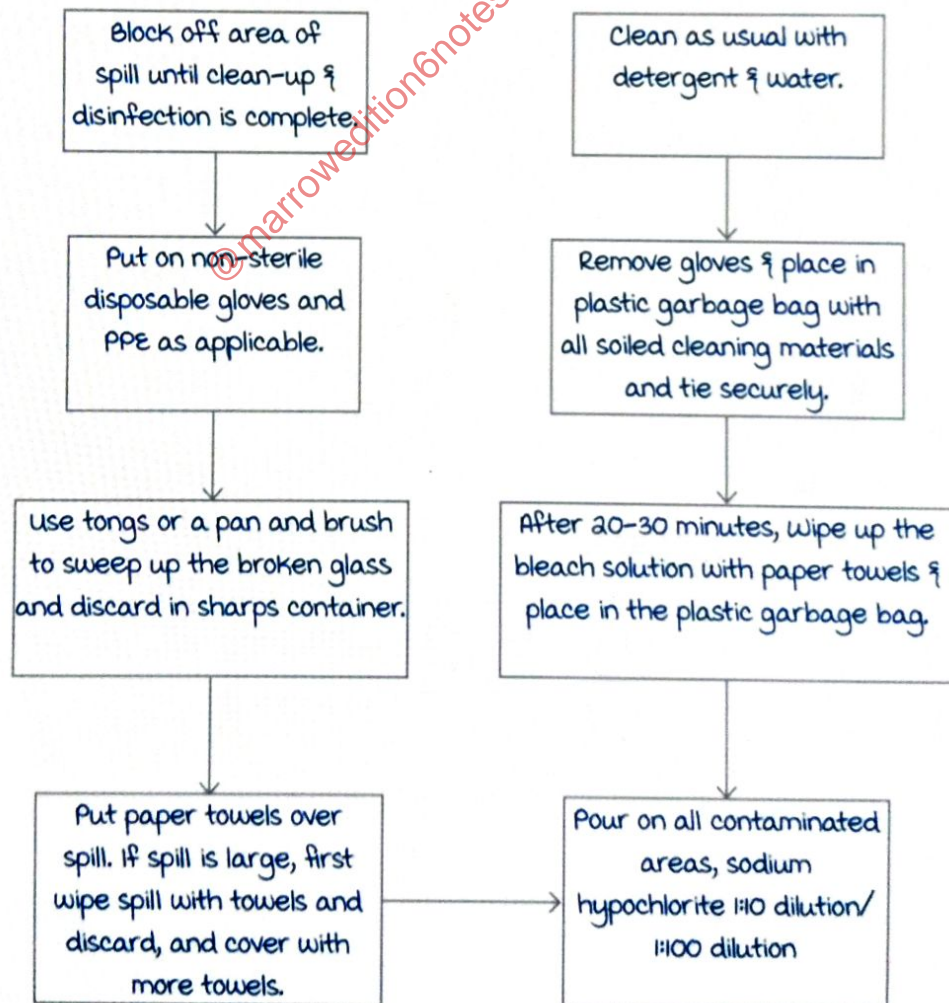 Block off area of
spill until clean-up &
disinfection is complete.
Put on non-sterile
disposable gloves and
PPE as applicable.
use tongs or a pan and brush
to sweep up the broken glass
and discard in sharps container.
Put paper towels over
spill. If spill is large, first
wipe spill with towels and
discard, and cover with
more towels.
Clean as usual with
detergent & water.
Remove gloves & place in
plastic garbage bag with
all soiled cleaning materials
and tie securely.
After 20-30 minutes, wipe up the
bleach solution with paper towels &
place in the plastic garbage bag.
Pour on all contaminated
areas, sodium
hypochlorite 1:10 dilution/
1:100 dilution
@marrowedition6notes